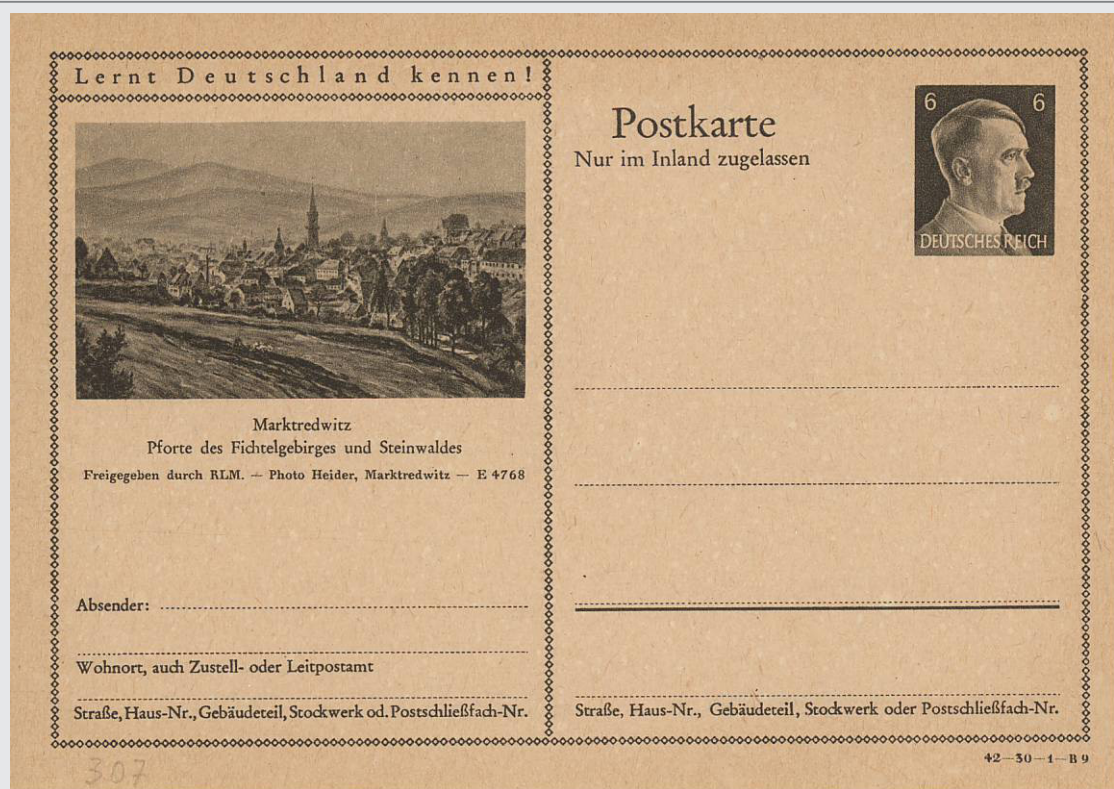 Lernt Deutschland kennen!
Marktredwitz
Pforte des Fichtelgebirges und Steinwaldes
Freigegeben durch RLM. — Photo Heider, Marktredwitz — E 4768
Absender:
Wohnort, auch Zustell- oder Leitpostamt
Straße, Haus-Nr., Gebäudeteil, Stockwerk od. Postschließfach-Nr.
307
Postkarte
Nur im Inland zugelassen
6 6
DEUTSCHES REICH
Straße, Haus-Nr., Gebäudeteil, Stockwerk oder Postschließfach-Nr.
42—30—1—B 9